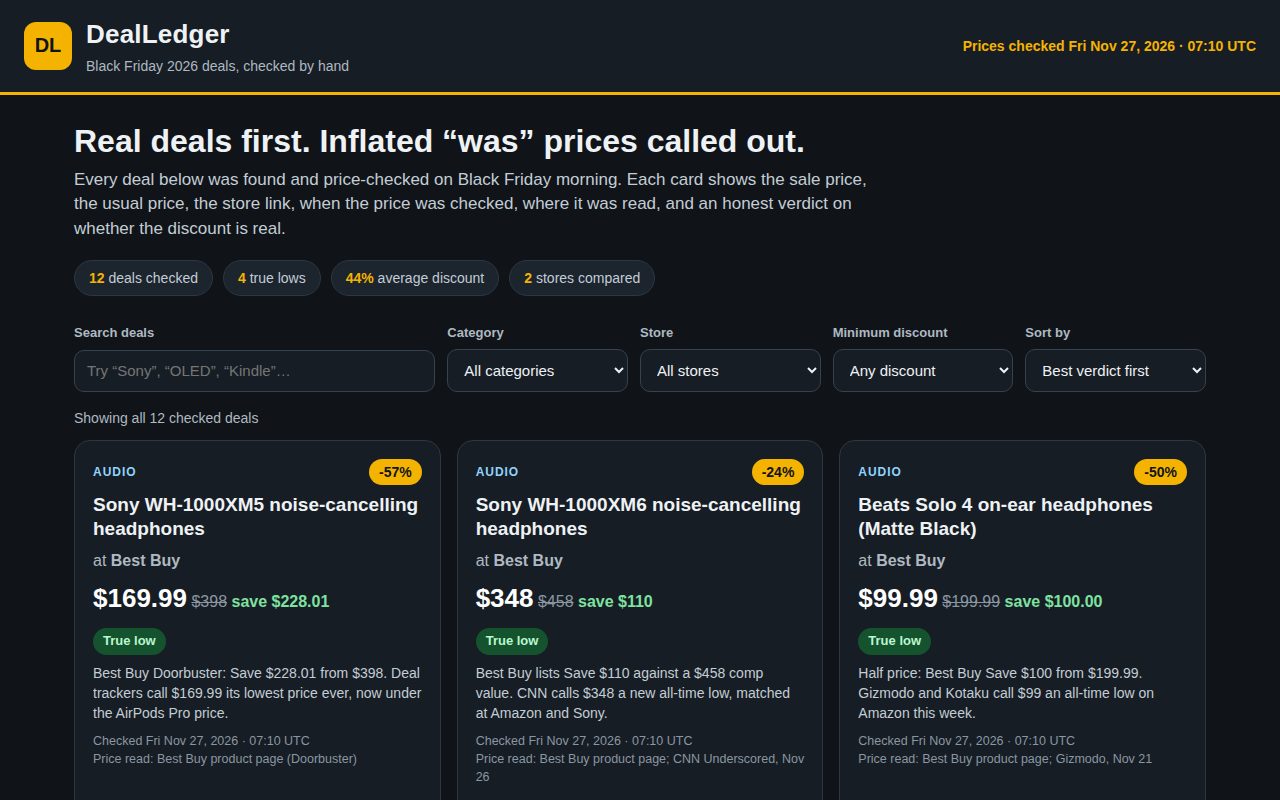 DL
DealLedger
Black Friday 2026 deals, checked by hand
Prices checked Fri Nov 27, 2026 · 07:10 UTC
Real deals first. Inflated “was” prices called out.
Every deal below was found and price-checked on Black Friday morning. Each card shows the sale price,
the usual price, the store link, when the price was checked, where it was read, and an honest verdict on
whether the discount is real.
12 deals checked
4 true lows
44% average discount
2 stores compared
Search deals
Try “Sony”, “OLED”, “Kindle”…
Category
All categories
Store
All stores
Minimum discount
Any discount
Sort by
Best verdict first
Showing all 12 checked deals
AUDIO
-57%
Sony WH-1000XM5 noise-cancelling
headphones
at Best Buy
$169.99 $398 save $228.01
True low
Best Buy Doorbuster: Save $228.01 from $398. Deal
trackers call $169.99 its lowest price ever, now under
the AirPods Pro price.
Checked Fri Nov 27, 2026 · 07:10 UTC
Price read: Best Buy product page (Doorbuster)
AUDIO
-24%
Sony WH-1000XM6 noise-cancelling
headphones
at Best Buy
$348 $458 save $110
True low
Best Buy lists Save $110 against a $458 comp
value. CNN calls $348 a new all-time low, matched
at Amazon and Sony.
Checked Fri Nov 27, 2026 · 07:10 UTC
Price read: Best Buy product page; CNN Underscored, Nov
26
AUDIO
-50%
Beats Solo 4 on-ear headphones
(Matte Black)
at Best Buy
$99.99 $199.99 save $100.00
True low
Half price: Best Buy Save $100 from $199.99.
Gizmodo and Kotaku call $99 an all-time low on
Amazon this week.
Checked Fri Nov 27, 2026 · 07:10 UTC
Price read: Best Buy product page; Gizmodo, Nov 21